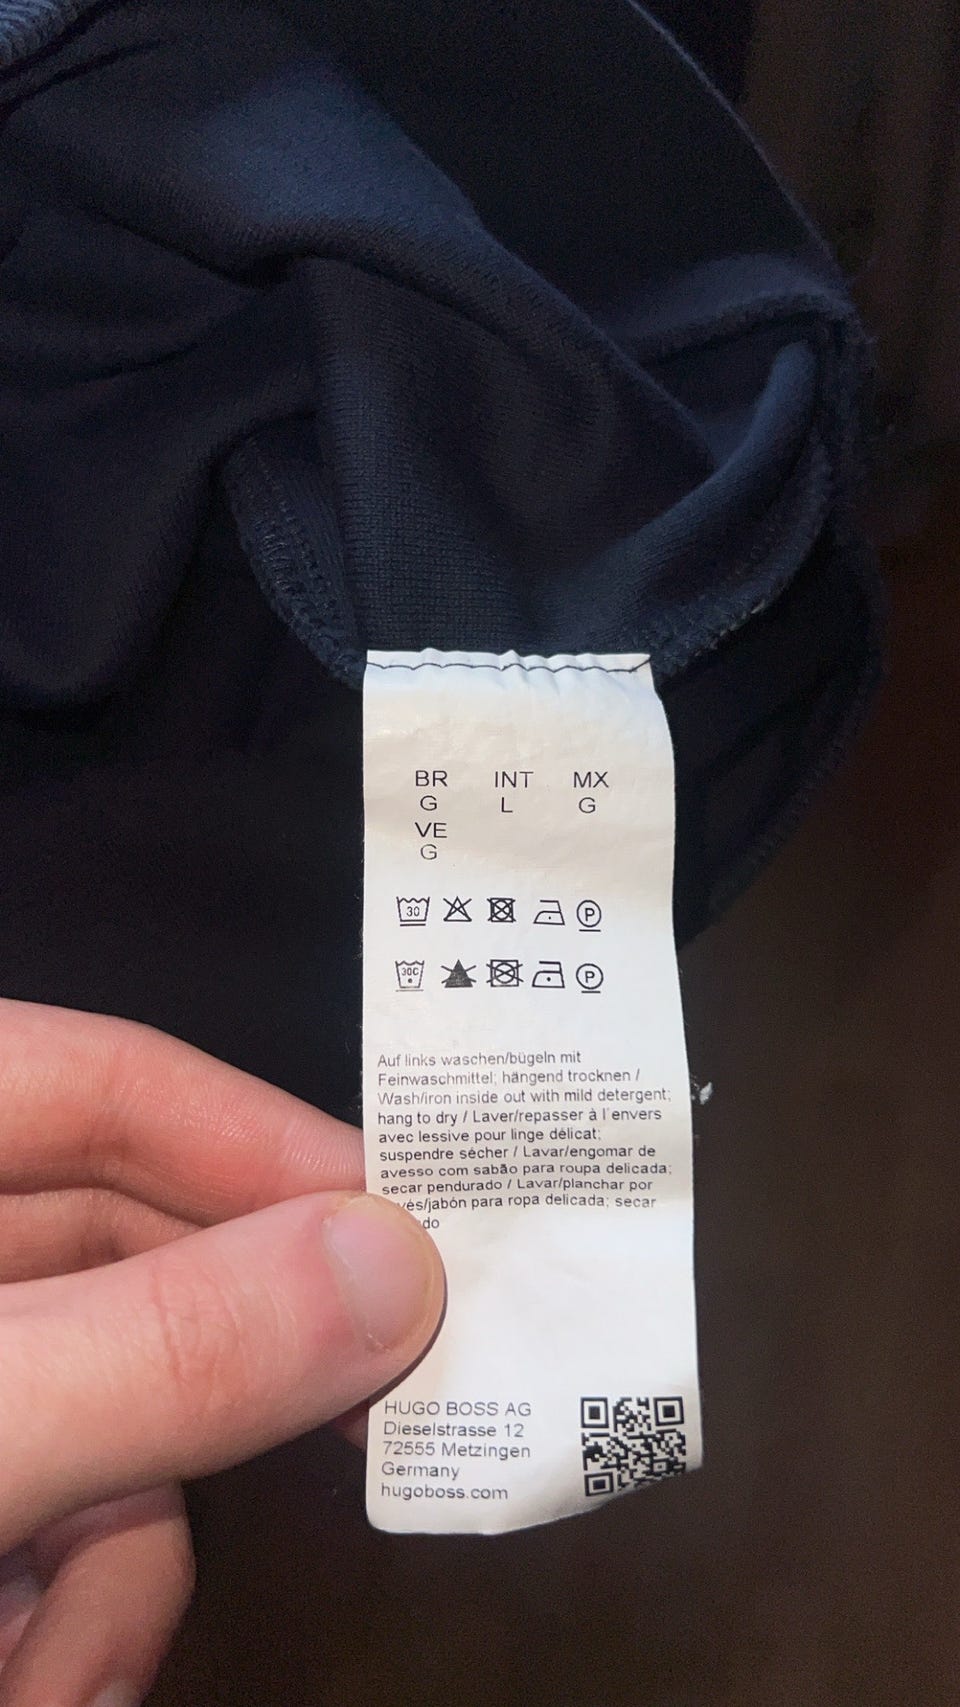 BR INT MX
G L G
VE
G
30 P
30C P
Auf links waschen/bügeln mit
Feinwaschmittel; hängend trocknen /
Wash/iron inside out with mild detergent;
hang to dry / Laver/repasser à l'envers
avec lessive pour linge délicat;
suspendre sécher / Lavar/engomar de
avesso com sabão para roupa delicada;
secar pendurado / Lavar/planchar por
jabón para ropa delicada; secar
HUGO BOSS AG
Dieselstrasse 12
72555 Metzingen
Germany
hugoboss.com